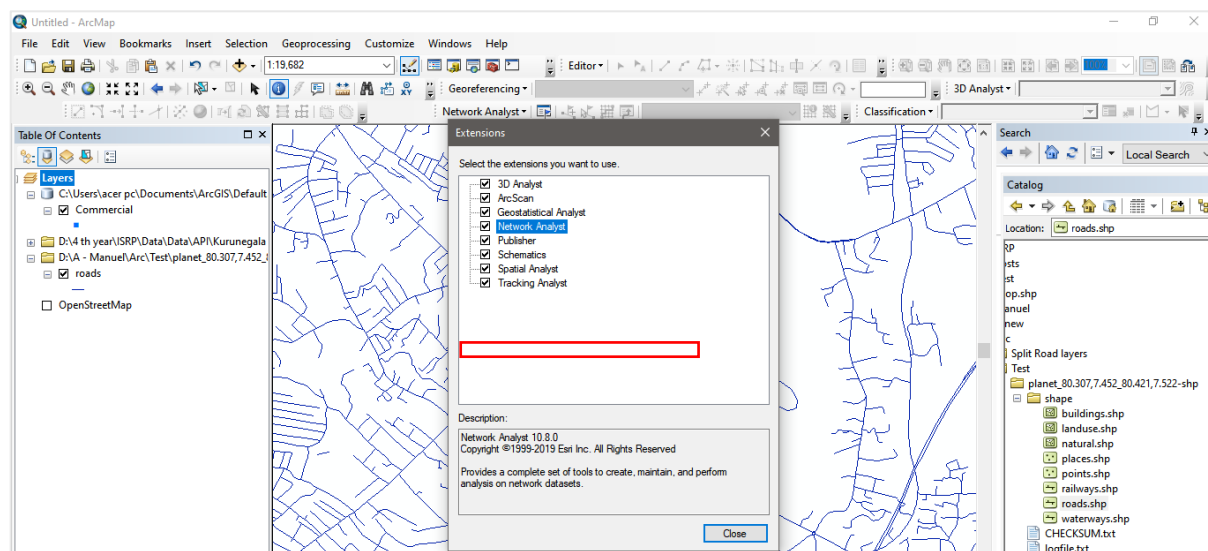 Untitled - ArcMap
File Edit View Bookmarks Insert Selection Geoprocessing Customize Windows Help
1:19,682
Editor
Georeferencing
3D Analyst
Network Analyst
Classification
Table Of Contents
Layers
C:\Users\acer pc\Documents\ArcGIS\Default
Commercial
D:\4 th year\ISRP\Data\Data\API\Kurunegala
D:\A - Manuel\Arc\Test\planet_80.307,7.452_
roads
OpenStreetMap
Extensions
Select the extensions you want to use.
3D Analyst
ArcScan
Geostatistical Analyst
Network Analyst
Publisher
Schematics
Spatial Analyst
Tracking Analyst
Description:
Network Analyst 10.8.0
Copyright ©1999-2019 Esri Inc. All Rights Reserved
Provides a complete set of tools to create, maintain, and perform
analysis on network datasets.
Close
Search
Local Search
Catalog
Location: roads.shp
RP
sts
st
op.shp
anuel
new
c
Split Road layers
Test
planet_80.307,7.452_80.421,7.522-shp
shape
buildings.shp
landuse.shp
natural.shp
places.shp
points.shp
railways.shp
roads.shp
waterways.shp
CHECKSUM.txt
logfile.txt